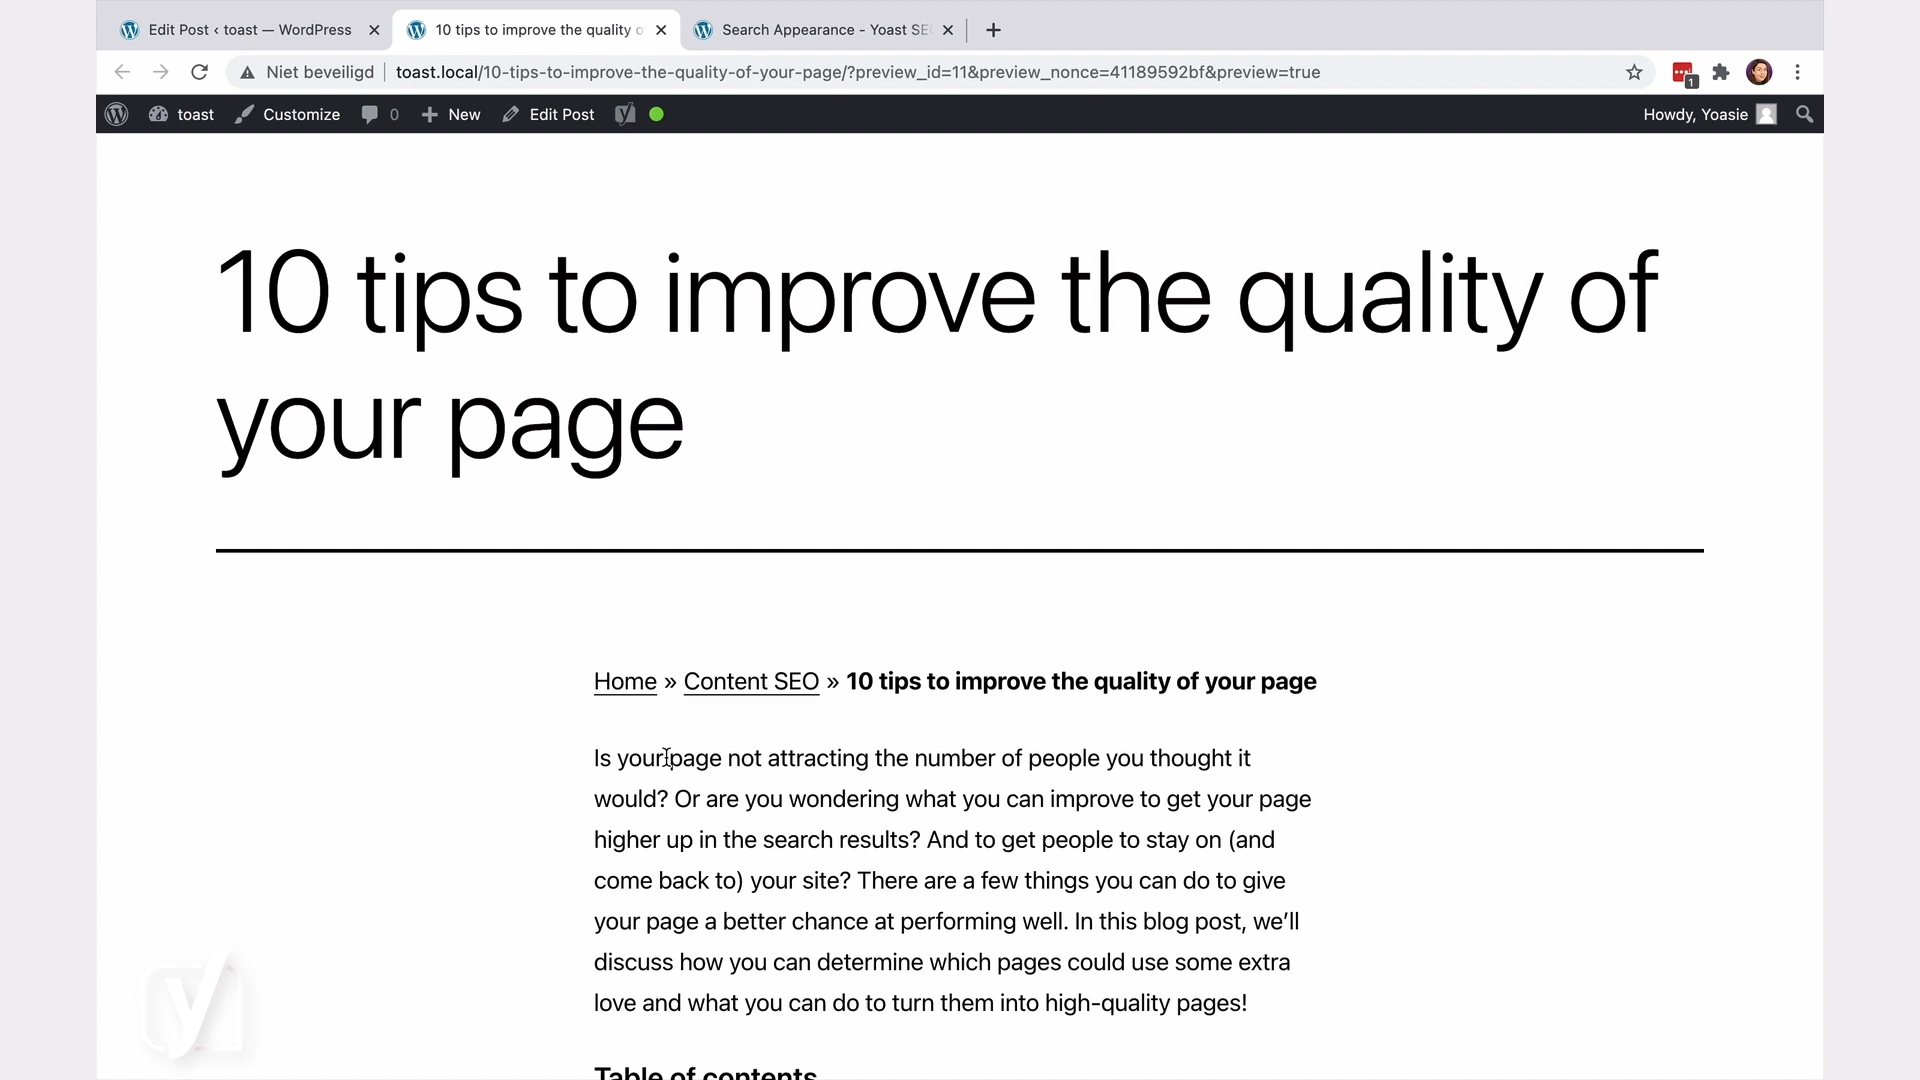 Edit Post ‹ toast — WordPress
10 tips to improve the quality o
Search Appearance - Yoast SE
Niet beveiligd
toast.local/10-tips-to-improve-the-quality-of-your-page/?preview_id=11&preview_nonce=41189592bf&preview=true
1
toast
Customize
0
New
Edit Post
Howdy, Yoasie
10 tips to improve the quality of
your page
Home » Content SEO » 10 tips to improve the quality of your page
Is your page not attracting the number of people you thought it
would? Or are you wondering what you can improve to get your page
higher up in the search results? And to get people to stay on (and
come back to) your site? There are a few things you can do to give
your page a better chance at performing well. In this blog post, we’ll
discuss how you can determine which pages could use some extra
love and what you can do to turn them into high-quality pages!
Table of contents
y